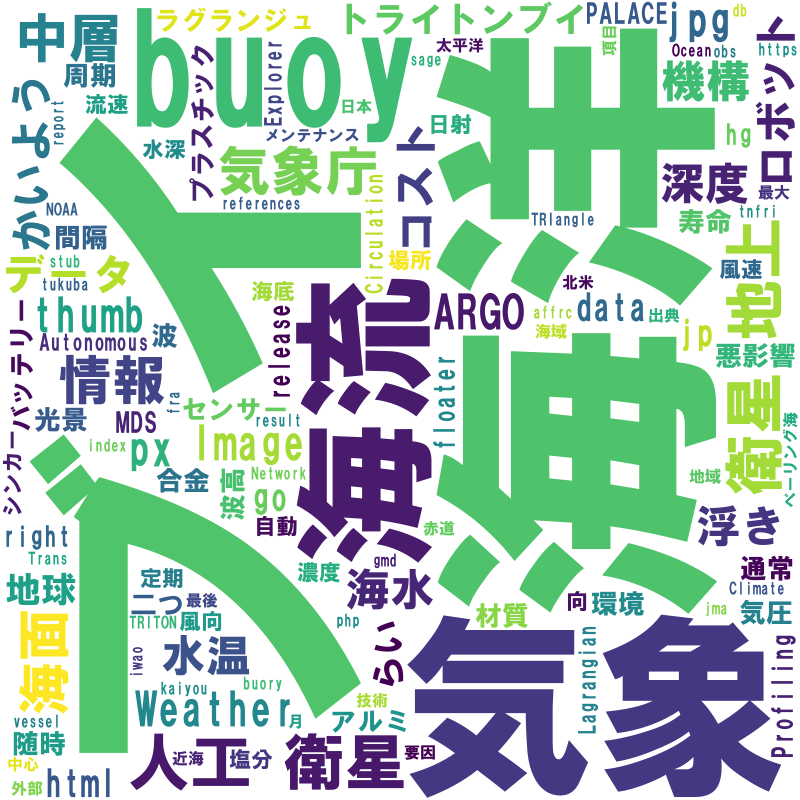 中層
ラグランジュ
トライトンブイ
PALACE
jpg
db
周期
プラスチック
Explorer
buoy
太平洋
sage
日本
項目
Ocean
obs
https
機構
ロボット
かいよう
report
流速
水深
メンテナンス
日射
hg
気象庁
コスト
海洋
深度
最大
NOAA
間隔
references
Circulation
TRIangle
寿命
tnfri
stub
データ
tukuba
ブイ
場所
北米
風速
地上
海底
thumb
Autonomous
波
release
海流
ARGO
affrc
海域
data
出典
jp
悪影響
バッテリー
情報
fra
floater
衛星
光景
MDS
センサー
result
シンカー
index
px
Image
合金
波高
Network
go
地域
ベーリング海
浮き
right
自動
赤道
Trans
濃度
gmd
海水
通常
地球
定期
二つ
最後
向
環境
Climate
jma
気圧
材質
TRITON
風向
php
海面
iwao
水温
らい
気象
Lagrangian
Profiling
kaiyou
buory
技術
vessel
Weather
月
アルミ
随時
中心
外部
html
人工
近海
塩分
衛星
要因